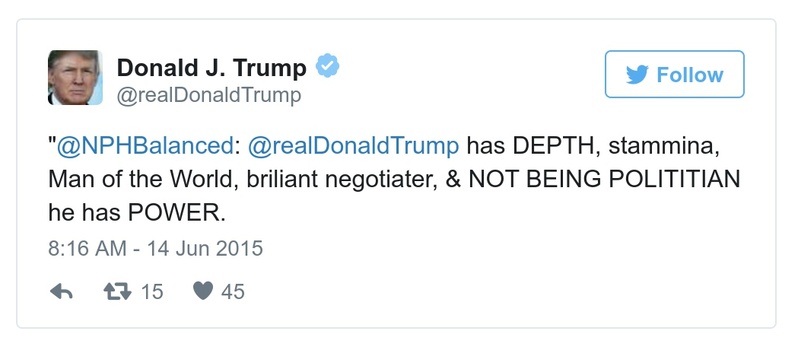 Donald J. Trump
@realDonaldTrump
Follow
"@NPHBalanced: @realDonaldTrump has DEPTH, stammina,
Man of the World, briliant negotiater, & NOT BEING POLITITIAN
he has POWER.
8:16 AM - 14 Jun 2015
15 45